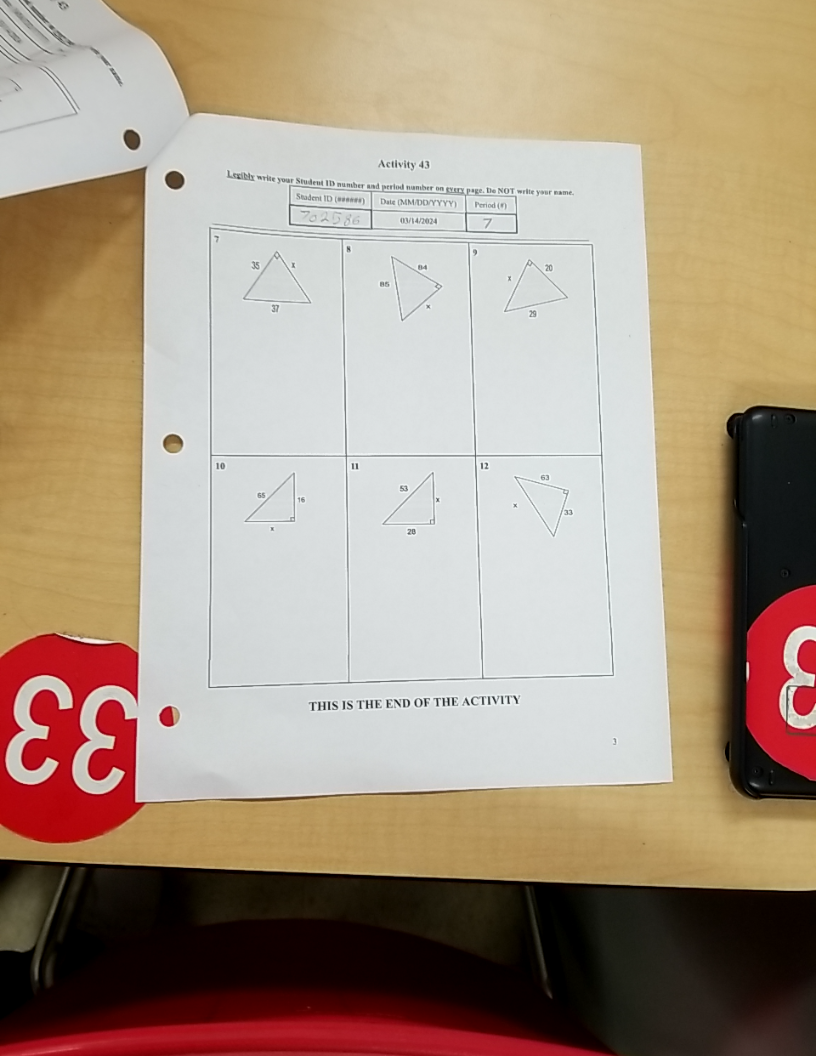 Activity 43
Legibly write your Student ID number and period number on every page. Do NOT write your name.
Student ID (######) Date (MM/DD/YYYY) Period (#)
702586 03/14/2024 7
7 8 9
35 x 37
84 85 x
x 20 29
10 11 12
65 16 x
53 x 28
63 x 33
THIS IS THE END OF THE ACTIVITY
3
33